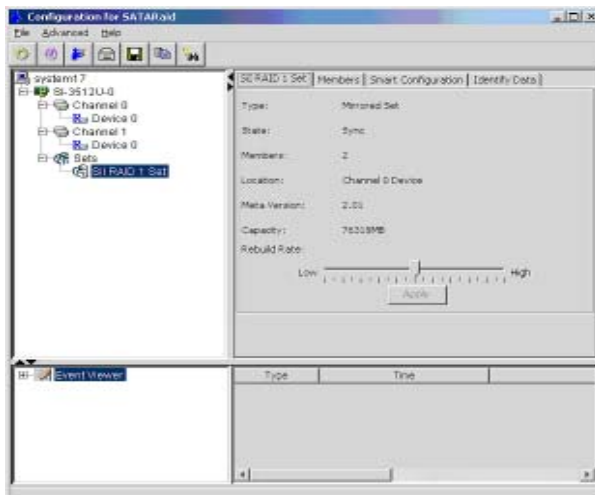 Configuration for SATARaid
File Advanced Help
system17
SI-3512U-0
Channel 0
Device 0
Channel 1
Device 0
Sets
SII RAID 1 Set
SII RAID 1 Set Members Smart Configuration Identify Data
Type: Mirrored Set
State: Sync
Members: 2
Location: Channel 0 Device
Meta Version: 2.01
Capacity: 76319MB
Rebuild Rate:
Low High
Apply
Event Viewer
Type Time